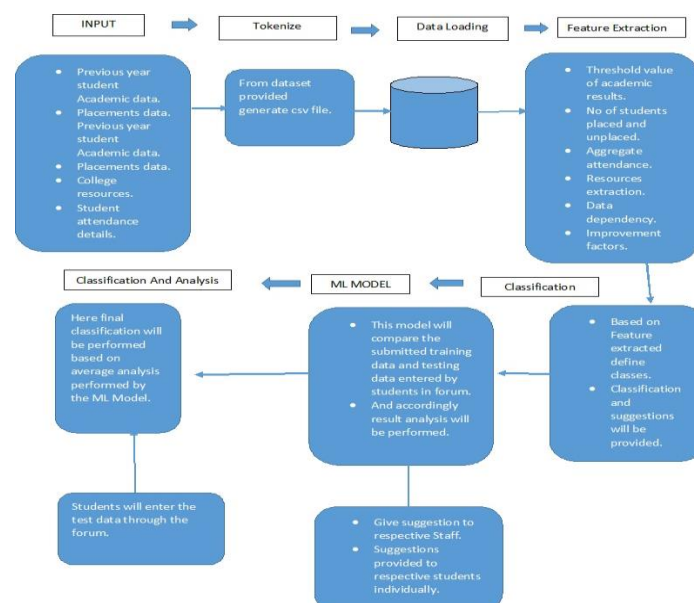 INPUT
Tokenize
Data Loading
Feature Extraction
Previous year
student
Academic data.
Placements data.
Previous year
student
Academic data.
Placements data.
College
resources.
Student
attendance
details.
From dataset
provided
generate csv file.
Threshold value
of academic
results.
No of students
placed and
unplaced.
Aggregate
attendance.
Resources
extraction.
Data
dependency.
Improvement
factors.
Classification And Analysis
ML MODEL
Classification
Here final
classification will
be performed
based on
average analysis
performed by
the ML Model.
This model will
compare the
submitted training
data and testing
data entered by
students in forum.
And accordingly
result analysis will
be performed.
Based on
Feature
extracted
define
classes.
Classification
and
suggestions
will be
provided.
Students will enter the
test data through the
forum.
Give suggestion to
respective Staff.
Suggestions
provided to
respective students
individually.